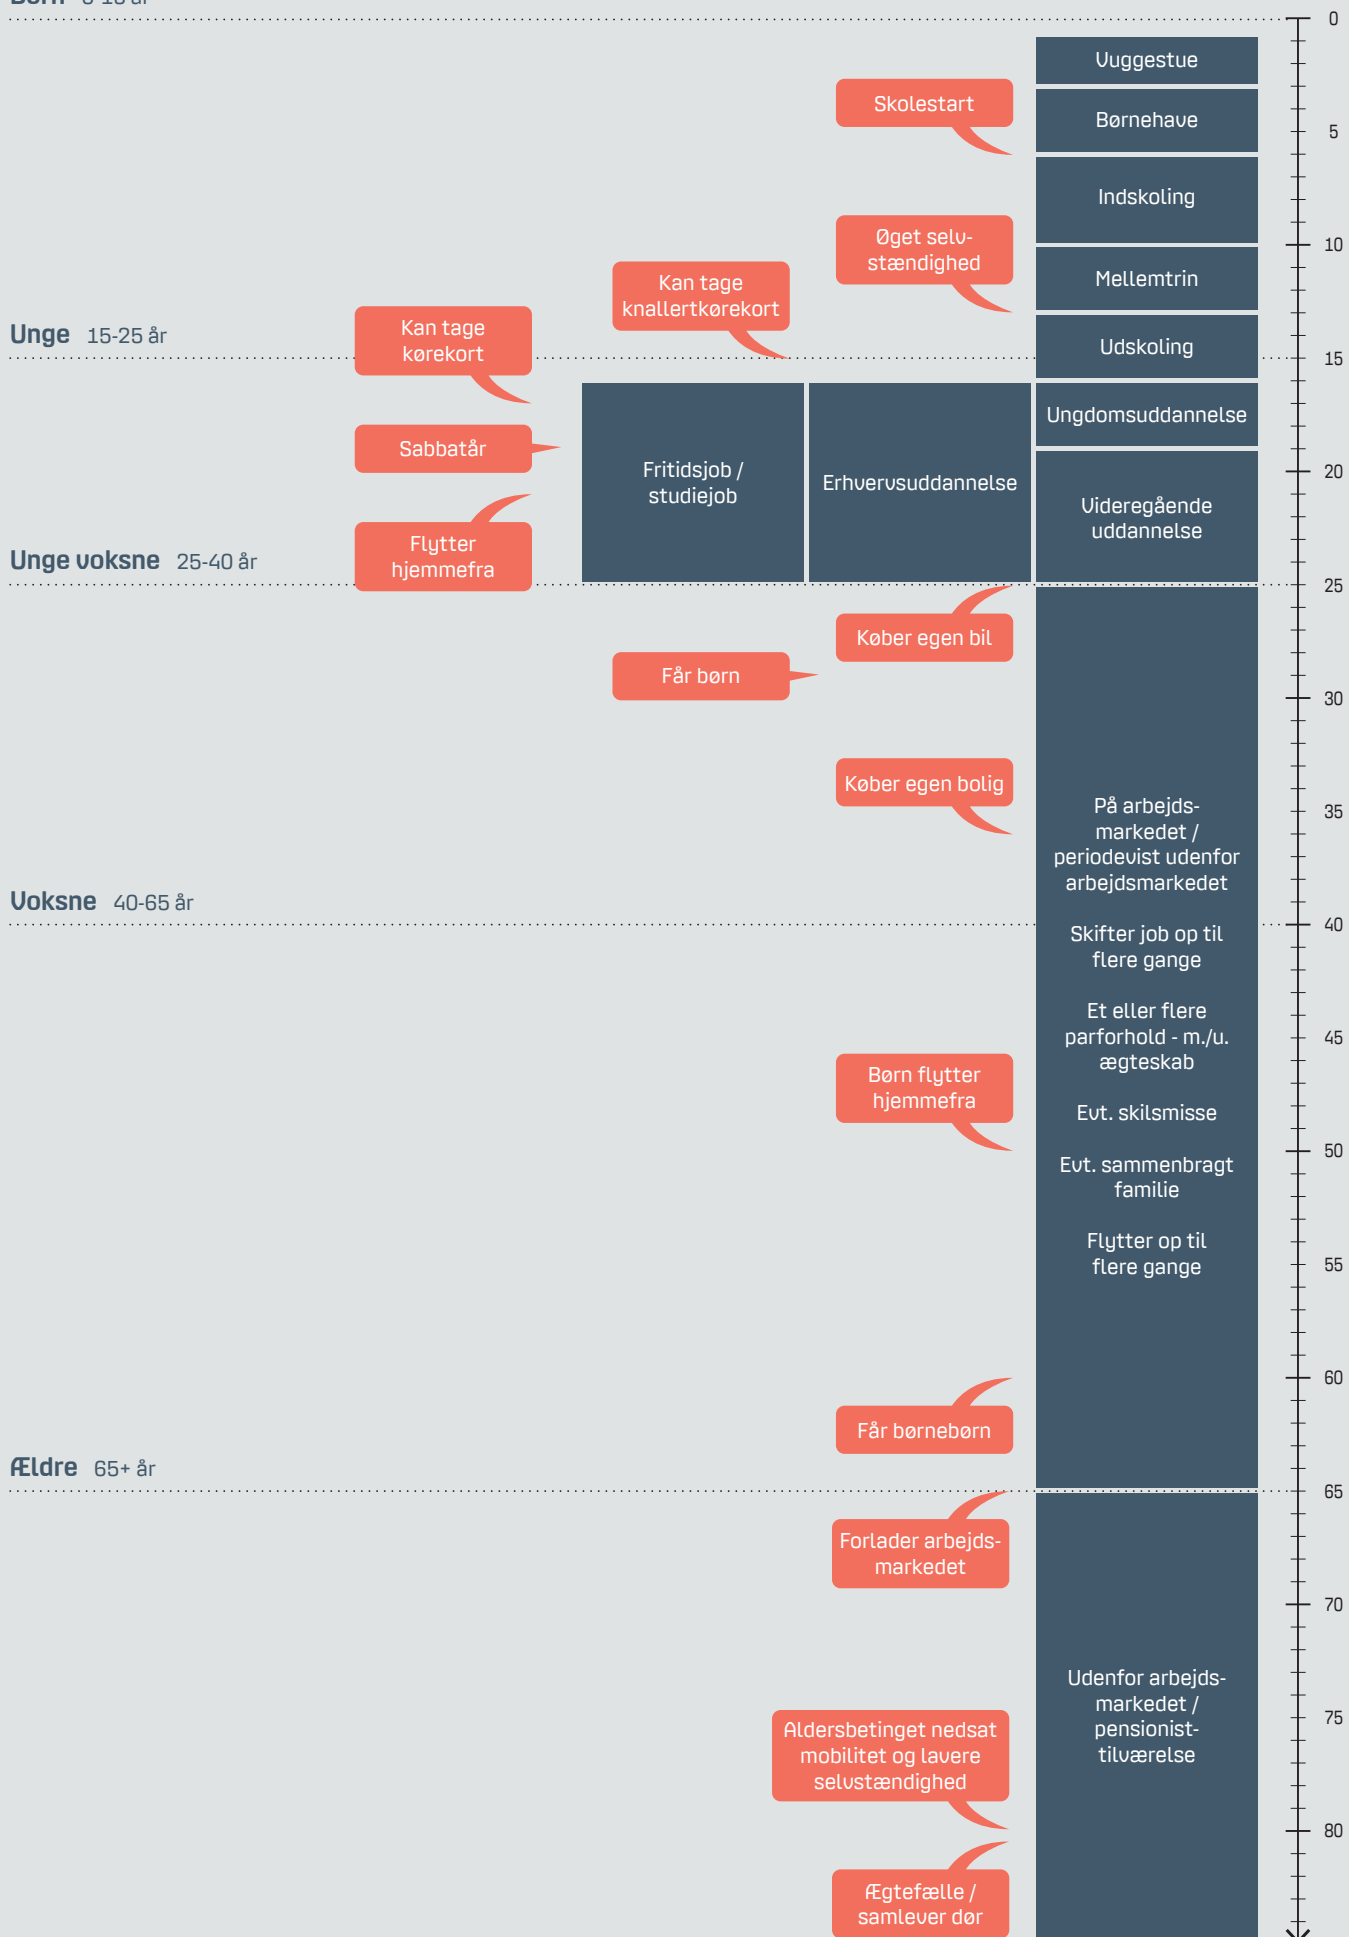 0
Vuggestue
Skolestart
Børnehave
5
Indskoling
Øget selv-
stændighed
10
Kan tage
knallertkørekort
Mellemtrin
Kan tage
kørekort
Unge 15-25 år
Udskoling
15
Ungdomsuddannelse
Sabbatår
Fritidsjob /
studiejob
Erhvervsuddannelse
20
Videregående
uddannelse
Flytter
hjemmefra
Unge voksne 25-40 år
25
Køber egen bil
Får børn
30
Køber egen bolig
På arbejds-
markedet /
periodevist udenfor
arbejdsmarkedet
35
Voksne 40-65 år
40
Skifter job op til
flere gange
Et eller flere
parforhold - m./u.
ægteskab
45
Børn flytter
hjemmefra
Evt. skilsmisse
50
Evt. sammenbragt
familie
Flytter op til
flere gange
55
60
Får børnebørn
Ældre 65+ år
65
Forlader arbejds-
markedet
70
Udenfor arbejds-
markedet /
pensionist-
tilværelse
75
Aldersbetinget nedsat
mobilitet og lavere
selvstændighed
80
Ægtefælle /
samlever dør